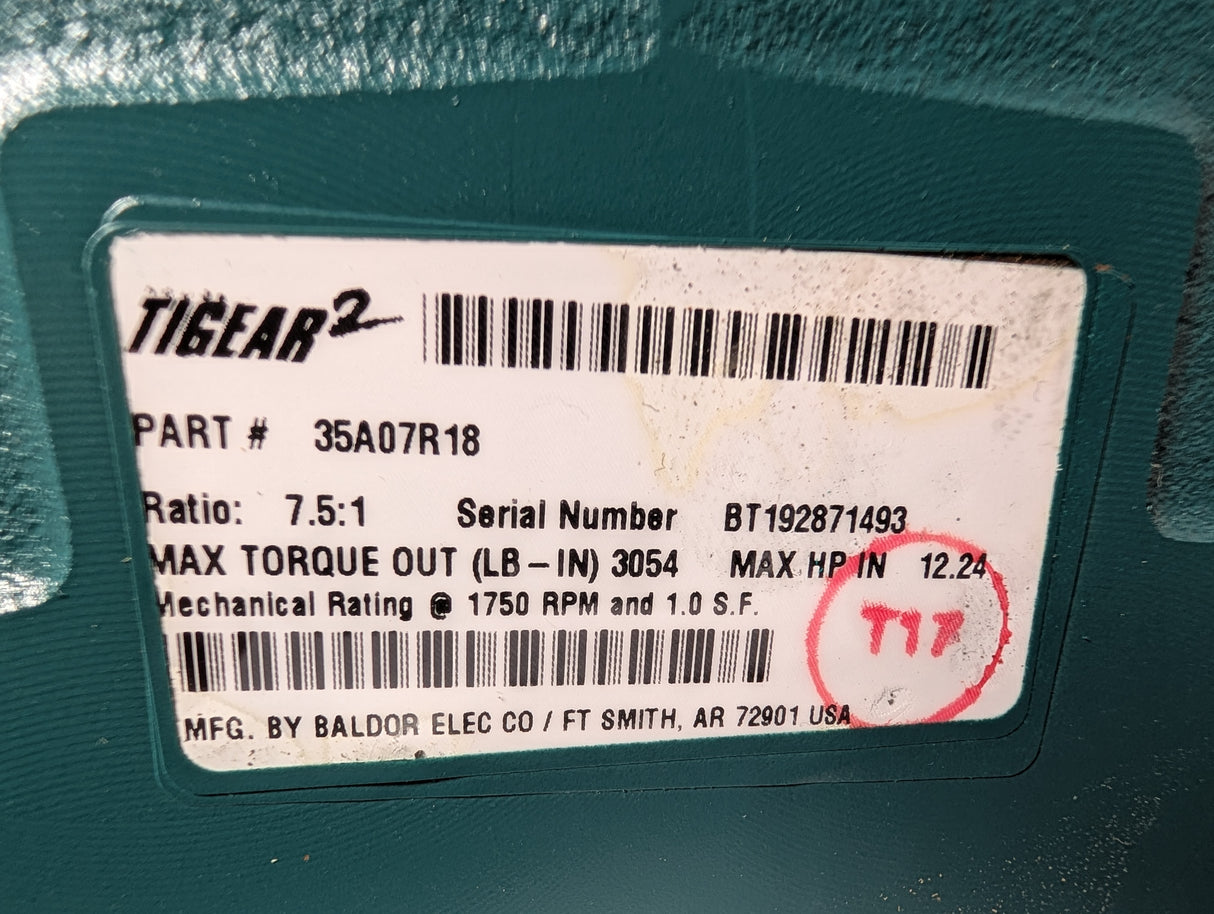 TIGEAR2
PART # 35A07R18
Ratio: 7.5:1 Serial Number BT192871493
MAX TORQUE OUT (LB-IN) 3054 MAX HP IN 12.24
Mechanical Rating @ 1750 RPM and 1.0 S.F.
T17
MFG. BY BALDOR ELEC CO / FT SMITH, AR 72901 USA